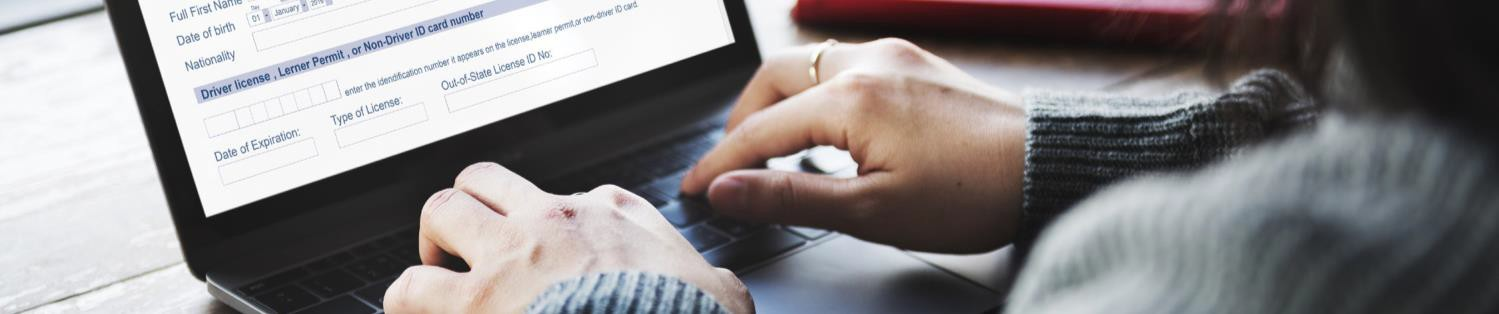 Full First Name
Day
01 January 2019
Date of birth
Nationality
Driver license , Lerner Permit , or Non-Driver ID card number
enter the identification number it appears on the license,learner permit,or non-driver ID card.
Type of License:
Out-of-State License ID No:
Date of Expiration: